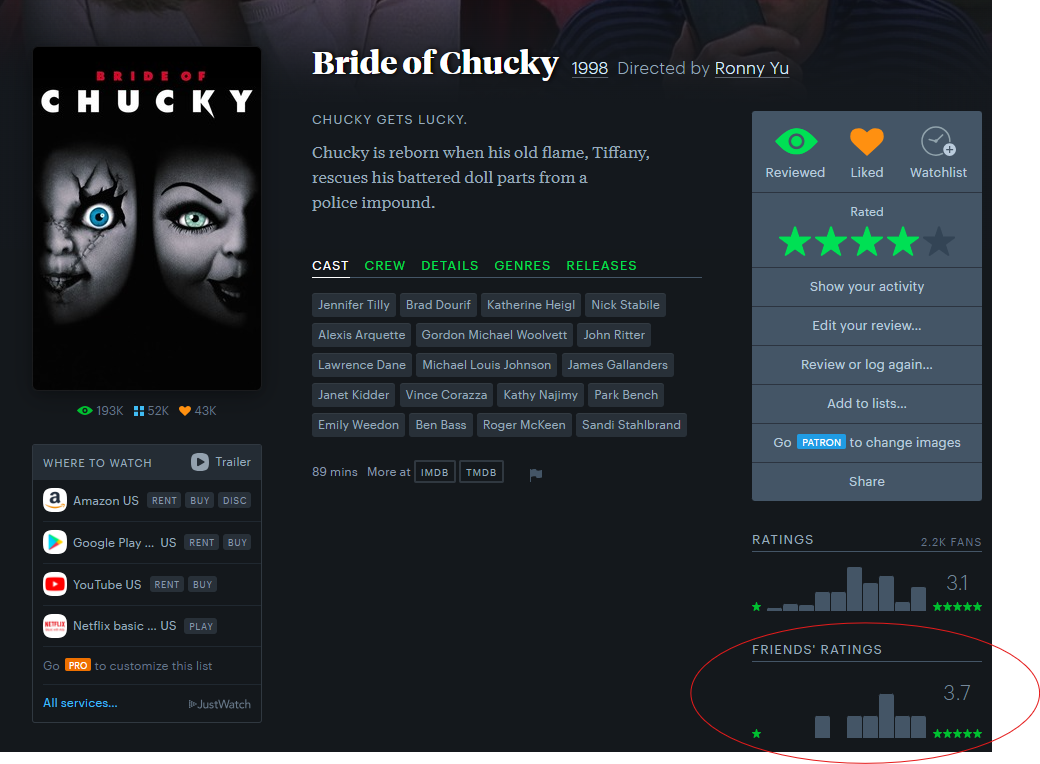 Bride of Chucky 1998 Directed by Ronny Yu
BRIDE OF
CHUCKY
193K 52K 43K
WHERE TO WATCH Trailer
Amazon US RENT BUY DISC
Google Play ... US RENT BUY
YouTube US RENT BUY
NETFLIX Netflix basic ... US PLAY
Go PRO to customize this list
All services... JustWatch
CHUCKY GETS LUCKY.
Chucky is reborn when his old flame, Tiffany,
rescues his battered doll parts from a
police impound.
CAST CREW DETAILS GENRES RELEASES
Jennifer Tilly Brad Dourif Katherine Heigl Nick Stabile
Alexis Arquette Gordon Michael Woolvett John Ritter
Lawrence Dane Michael Louis Johnson James Gallanders
Janet Kidder Vince Corazza Kathy Najimy Park Bench
Emily Weedon Ben Bass Roger McKeen Sandi Stahlbrand
89 mins More at IMDB TMDB
Reviewed Liked Watchlist
Rated
Show your activity
Edit your review...
Review or log again...
Add to lists...
Go PATRON to change images
Share
RATINGS 2.2K FANS
3.1
FRIENDS' RATINGS
3.7